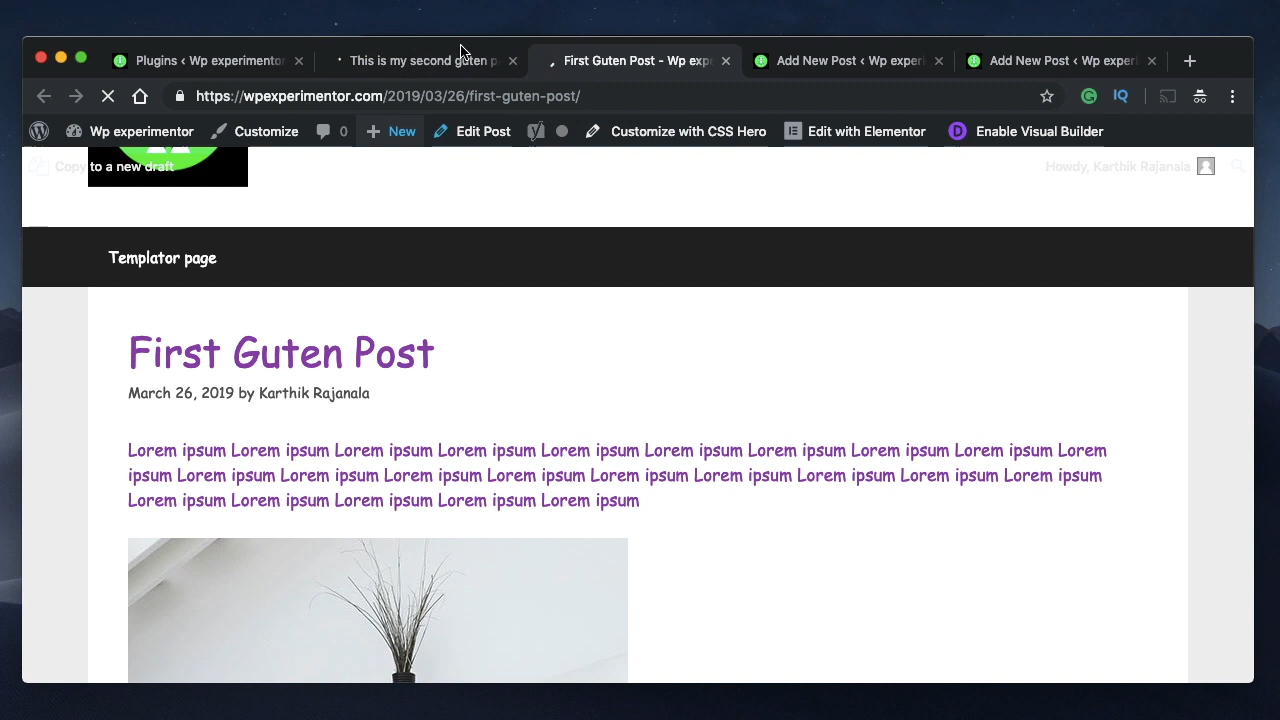 Plugins ‹ Wp experimentor
This is my second guten p
First Guten Post - Wp exp
Add New Post ‹ Wp experi
Add New Post ‹ Wp experi
https://wpexperimentor.com/2019/03/26/first-guten-post/
IQ
Wp experimentor
Customize
0
New
Edit Post
Customize with CSS Hero
Edit with Elementor
Enable Visual Builder
Copy to a new draft
Howdy, Karthik Rajanala
Templator page
First Guten Post
March 26, 2019 by Karthik Rajanala
Lorem ipsum Lorem ipsum Lorem ipsum Lorem ipsum Lorem ipsum Lorem ipsum Lorem ipsum Lorem ipsum Lorem ipsum Lorem
ipsum Lorem ipsum Lorem ipsum Lorem ipsum Lorem ipsum Lorem ipsum Lorem ipsum Lorem ipsum Lorem ipsum Lorem ipsum
Lorem ipsum Lorem ipsum Lorem ipsum Lorem ipsum Lorem ipsum